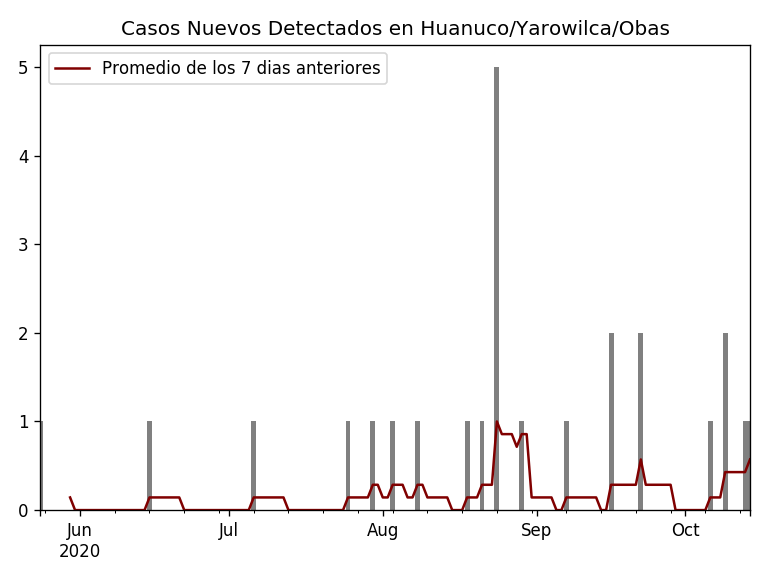 Casos Nuevos Detectados en Huanuco/Yarowilca/Obas
Promedio de los 7 dias anteriores
5
4
3
2
1
0
Jun Jul Aug Sep Oct
2020